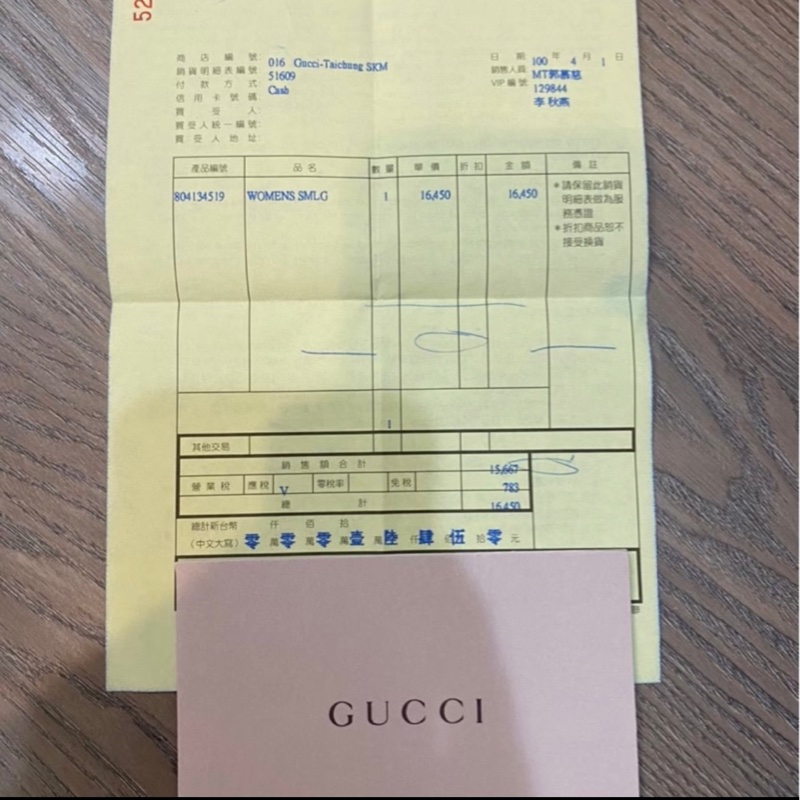 52
商店編號: 016 Gucci-Taichung SKM
銷貨明細表編號: 51609
付款方式: Cash
信用卡號碼:
買受人:
買受人統一編號:
買受人地址:
日期: 100 年 4 月 1 日
銷售人員: MT郭慕慈
VIP編號: 129844
李秋燕
產品編號 品名 數量 單價 折扣 金額 備註
804134519 WOMENS SMLG 1 16,450 16,450
*請保留此銷貨
明細表做為服
務憑證
*折扣商品恕不
接受換貨
1
其他交易
銷售額合計 15,667
營業稅 應稅 V 零稅率 免稅 783
總計 16,450
總計新台幣 仟 佰 拾
(中文大寫) 零 萬 零 萬 零 萬 壹 萬 陸 仟 肆 佰 伍 拾 零 元
GUCCI